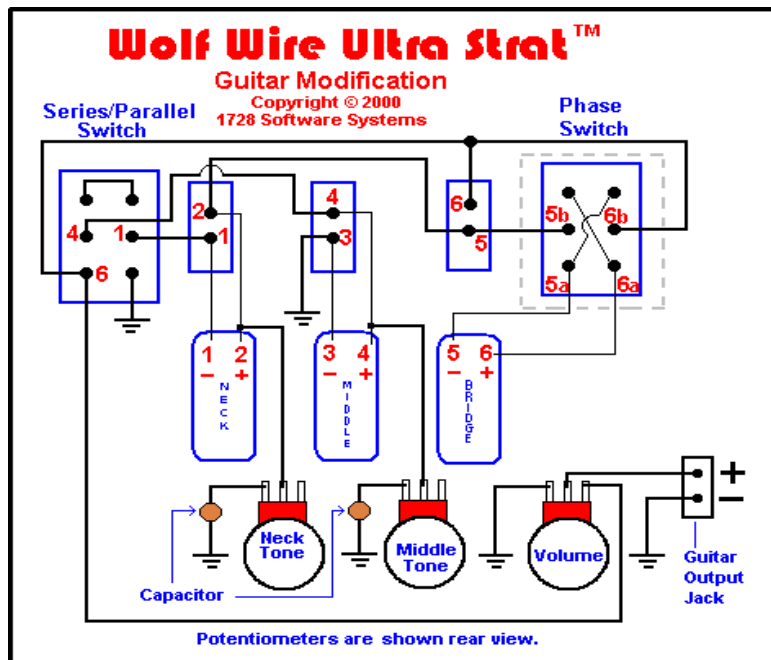 Wolf Wire Ultra Strat™
Guitar Modification
Copyright © 2000
1728 Software Systems
Series/Parallel
Switch
Phase
Switch
4 1
6
2
1
4
3
6
5
5b 6b
5a 6a
1 2
− +
NECK
3 4
− +
MIDDLE
5 6
− +
BRIDGE
Neck
Tone
Middle
Tone
Volume
+
−
Guitar
Output
Jack
Capacitor
Potentiometers are shown rear view.